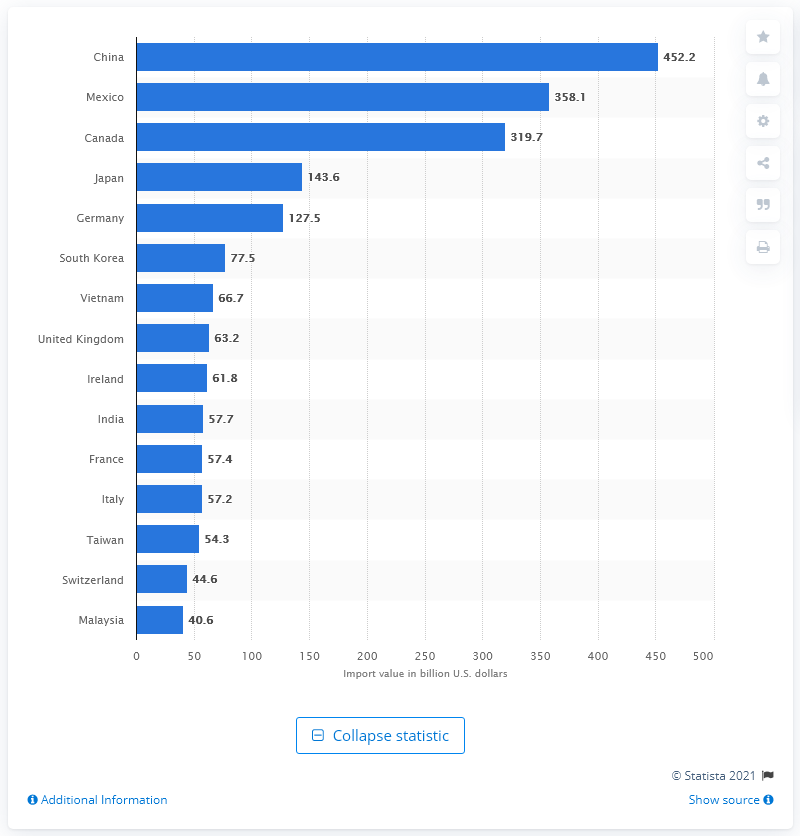 China 452.2
Mexico 358.1
Canada 319.7
Japan 143.6
Germany 127.5
South Korea 77.5
Vietnam 66.7
United Kingdom 63.2
Ireland 61.8
India 57.7
France 57.4
Italy 57.2
Taiwan 54.3
Switzerland 44.6
Malaysia 40.6
0 50 100 150 200 250 300 350 400 450 500
Import value in billion U.S. dollars
Collapse statistic
© Statista 2021
Additional Information
Show source